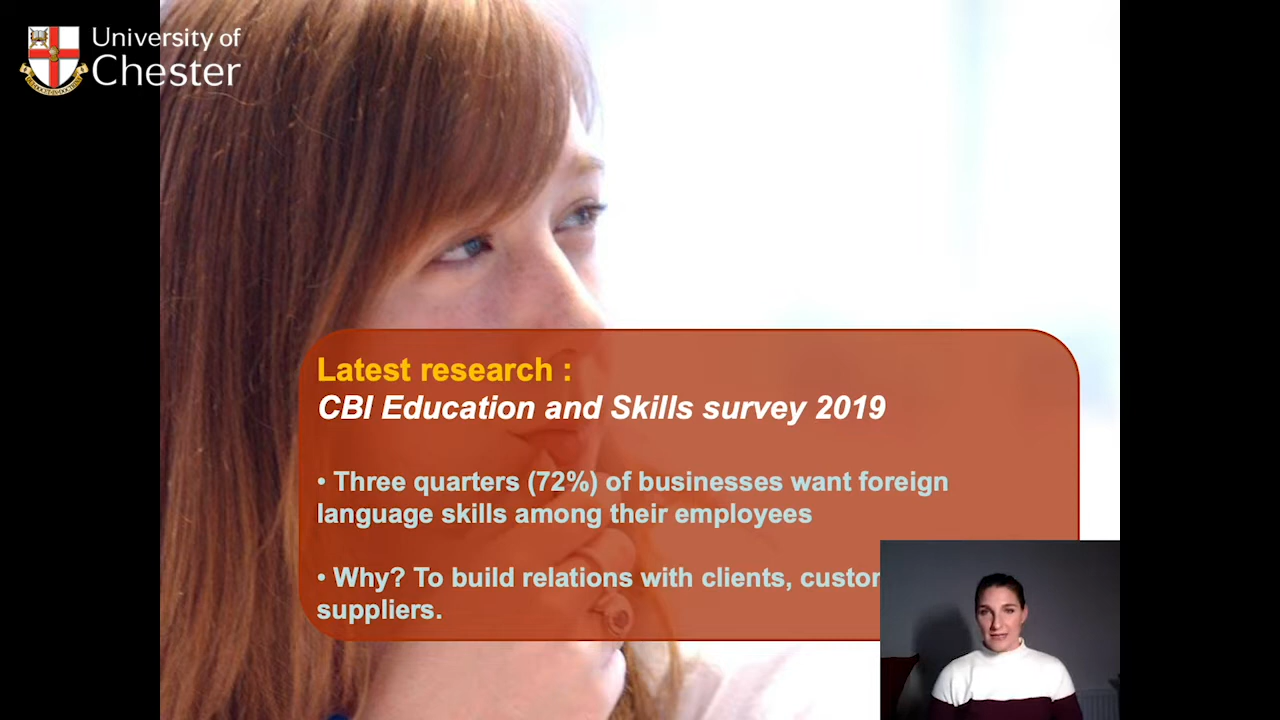 University of
Chester
Latest research :
CBI Education and Skills survey 2019
• Three quarters (72%) of businesses want foreign
language skills among their employees
• Why? To build relations with clients,
suppliers.